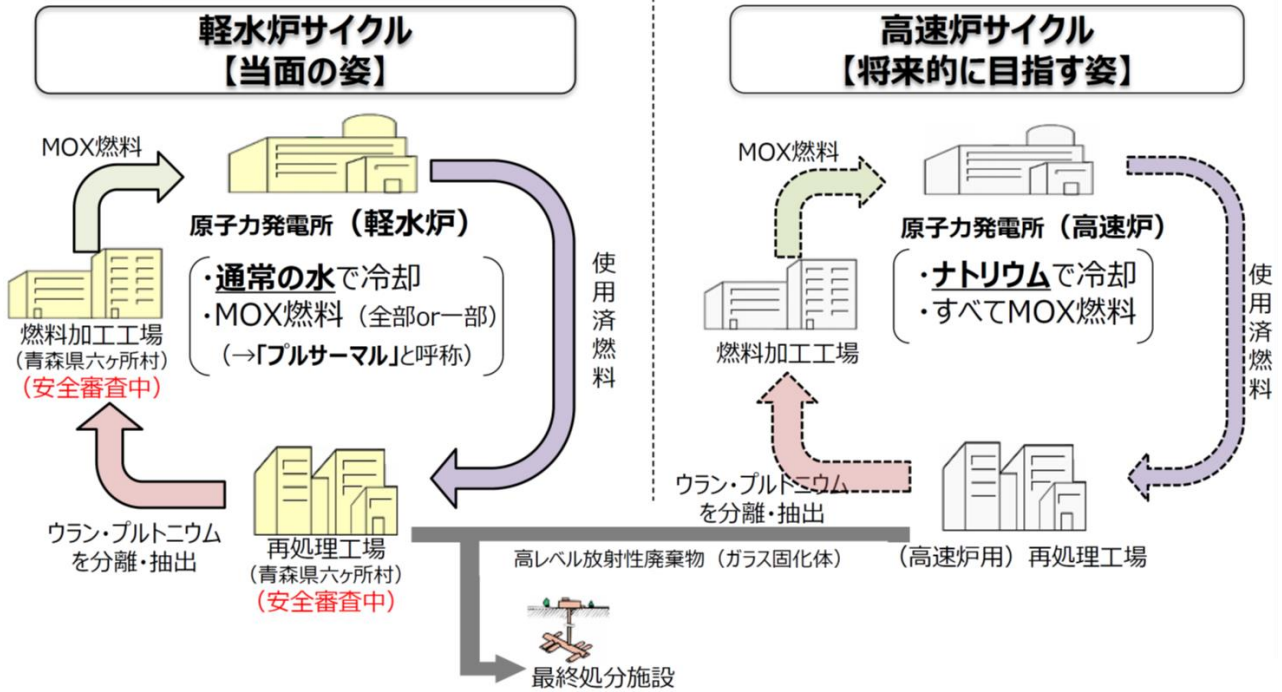 軽水炉サイクル
【当面の姿】
MOX燃料
原子力発電所（軽水炉）
・通常の水で冷却
・MOX燃料（全部or一部）
（→「プルサーマル」と呼称）
燃料加工工場
（青森県六ヶ所村）
（安全審査中）
使用済燃料
ウラン・プルトニウム
を分離・抽出
再処理工場
（青森県六ヶ所村）
（安全審査中）
高速炉サイクル
【将来的に目指す姿】
MOX燃料
原子力発電所（高速炉）
・ナトリウムで冷却
・すべてMOX燃料
燃料加工工場
使用済燃料
ウラン・プルトニウム
を分離・抽出
（高速炉用）再処理工場
高レベル放射性廃棄物（ガラス固化体）
最終処分施設